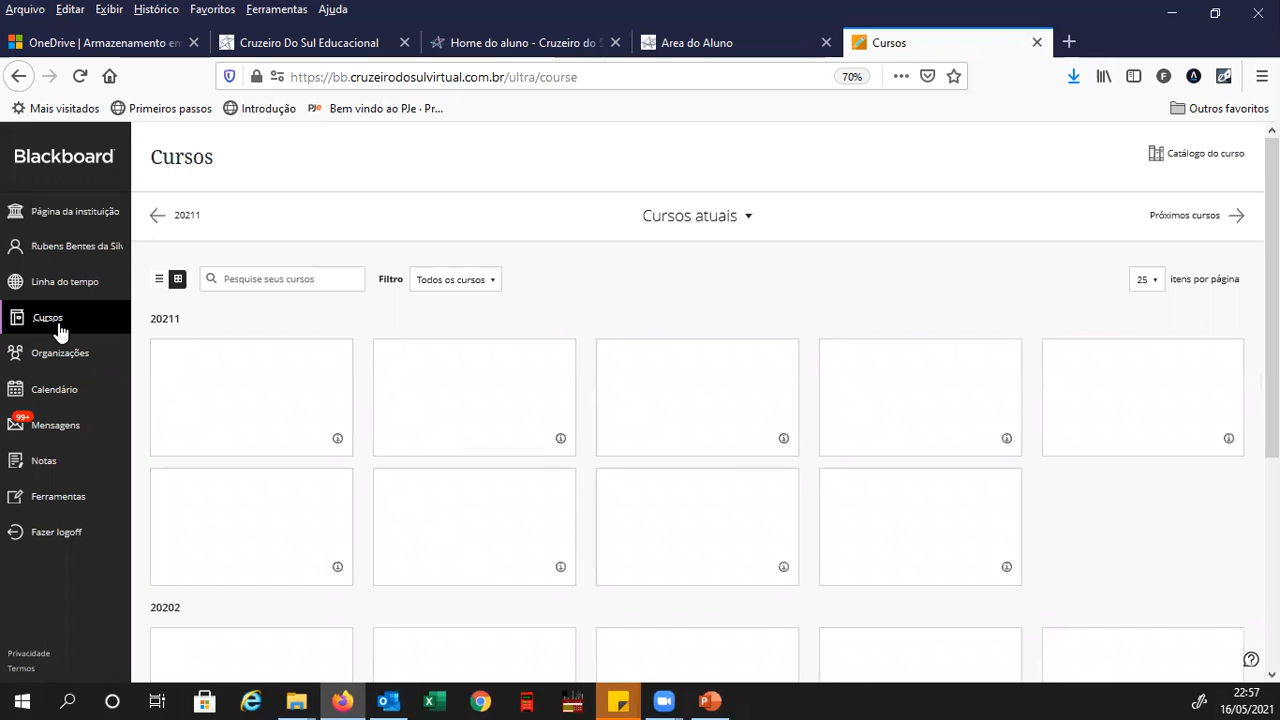 Arquivo Editar Exibir Histórico Favoritos Ferramentas Ajuda
OneDrive | Armazenamento em
Cruzeiro Do Sul Educacional
Home do aluno - Cruzeiro do S
Area do Aluno
Cursos
https://bb.cruzeirodosulvirtual.com.br/ultra/course
70%
Mais visitados
Primeiros passos
Introdução
PJe Bem vindo ao PJe · Pr...
Outros favoritos
Blackboard
Página da instituição
Rubens Bentes da Silv
Linha do tempo
Cursos
Organizações
Calendário
99+
Mensagens
Notas
Ferramentas
Fazer logoff
Privacidade
Termos
Cursos
Catálogo do curso
20211
Cursos atuais
Próximos cursos
Pesquise seus cursos
Filtro
Todos os cursos
25
itens por página
20211
20202
22:57
16/05/2021